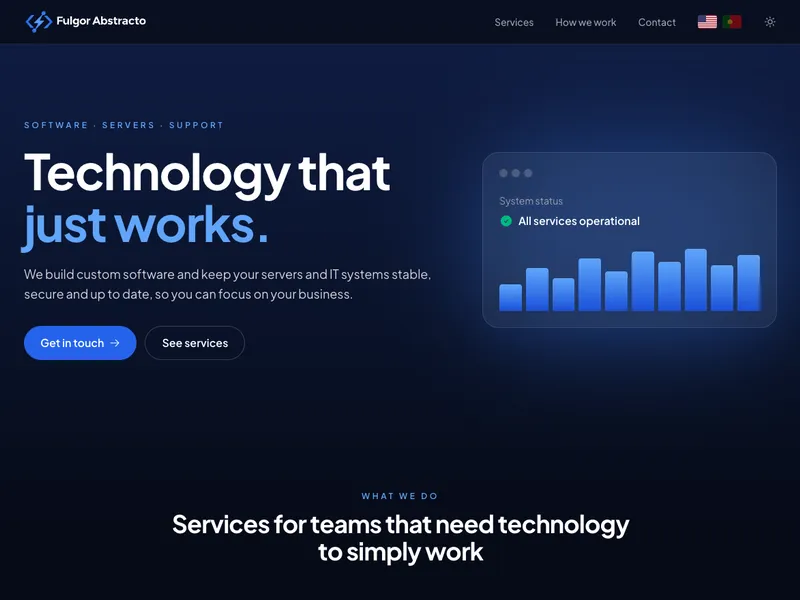 Fulgor Abstracto
Services
How we work
Contact
SOFTWARE · SERVERS · SUPPORT
Technology that
just works.
We build custom software and keep your servers and IT systems stable,
secure and up to date, so you can focus on your business.
Get in touch →
See services
System status
All services operational
WHAT WE DO
Services for teams that need technology
to simply work